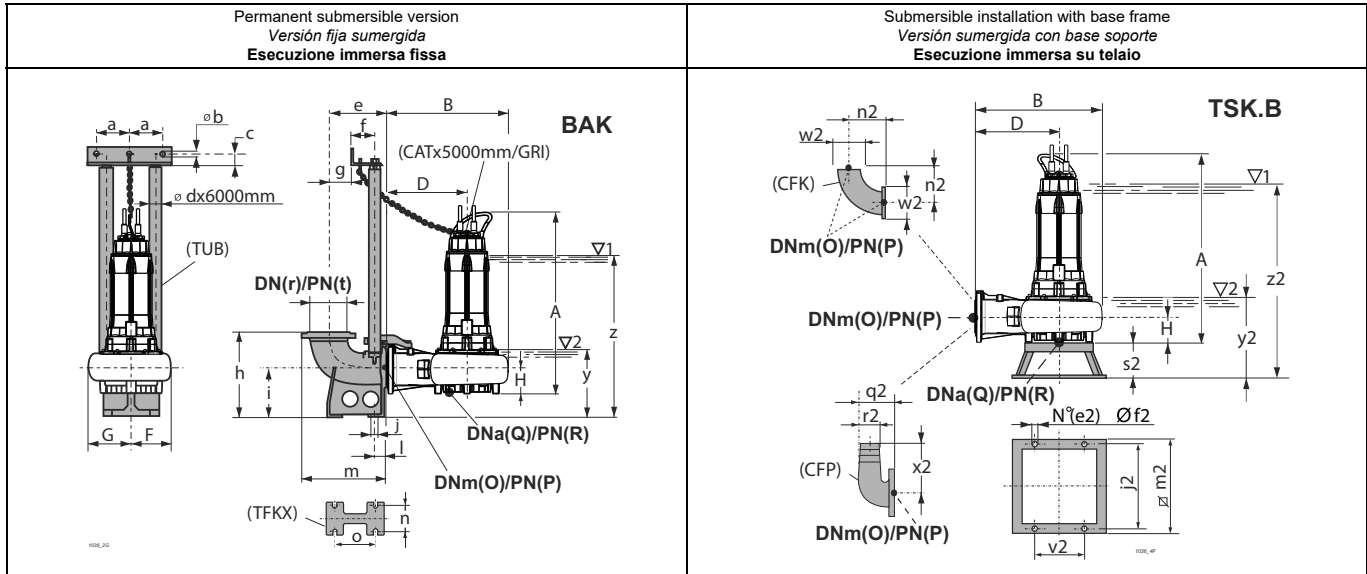 Permanent submersible version
Versión fija sumergida
Esecuzione immersa fissa
Submersible installation with base frame
Versión sumergida con base soporte
Esecuzione immersa su telaio
BAK
e
B
a
a
øb
c
f
g
(CATx5000mm/GRI)
D
ø dx6000mm
(TUB)
DN(r)/PN(t)
▽1
A
z
▽2
H
y
h
i
j
l
m
G
F
DNa(Q)/PN(R)
DNm(O)/PN(P)
(TFKX)
n
o
1026_2G
TSK.B
B
D
n2
w2
(CFK)
n2
w2
DNm(O)/PN(P)
▽1
A
z2
▽2
H
y2
s2
DNm(O)/PN(P)
DNa(Q)/PN(R)
q2
r2
(CFP)
x2
DNm(O)/PN(P)
N°(e2) Ø f2
j2
ø m2
v2
1026_4F